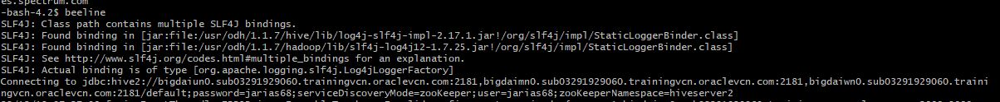 es.spectrum.com
-bash-4.2$ beeline
SLF4J: Class path contains multiple SLF4J bindings.
SLF4J: Found binding in [jar:file:/usr/odh/1.1.7/hive/lib/log4j-slf4j-impl-2.17.1.jar!/org/slf4j/impl/StaticLoggerBinder.class]
SLF4J: Found binding in [jar:file:/usr/odh/1.1.7/hadoop/lib/slf4j-log4j12-1.7.25.jar!/org/slf4j/impl/StaticLoggerBinder.class]
SLF4J: See http://www.slf4j.org/codes.html#multiple_bindings for an explanation.
SLF4J: Actual binding is of type [org.apache.logging.slf4j.Log4jLoggerFactory]
Connecting to jdbc:hive2://bigdaiun0.sub03291929060.trainingvcn.oraclevcn.com:2181,bigdaimn0.sub03291929060.trainingvcn.oraclevcn.com:2181,bigdaiwn0.sub03291929060.traini
ngvcn.oraclevcn.com:2181/default;password=jarias68;serviceDiscoveryMode=zooKeeper;user=jarias68;zooKeeperNamespace=hiveserver2